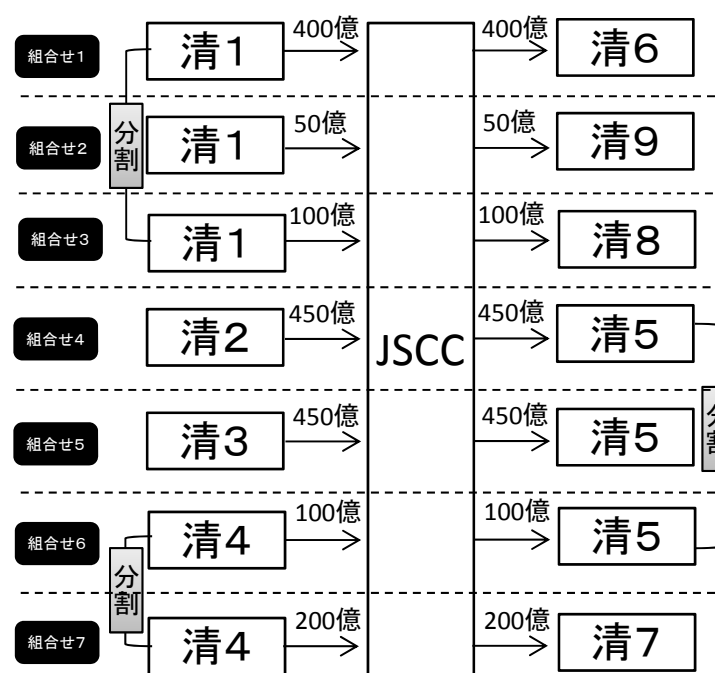 組合せ1
清1
400億
400億
清6
分割
組合せ2
清1
50億
50億
清9
組合せ3
清1
100億
100億
清8
組合せ4
清2
450億
JSCC
450億
清5
組合せ5
清3
450億
450億
清5
分割
組合せ6
清4
100億
100億
清5
分割
組合せ7
清4
200億
200億
清7